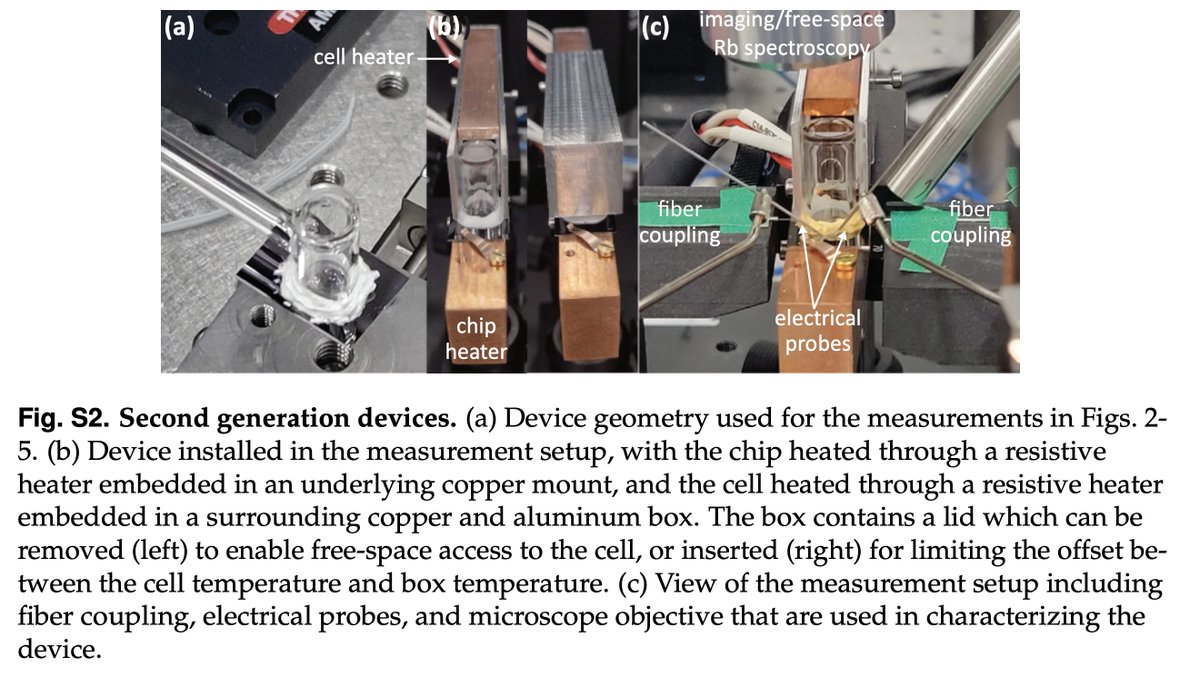 (a)
(b)
(c)
cell heater
imaging/free-space
Rb spectroscopy
fiber
coupling
fiber
coupling
chip
heater
electrical
probes
Fig. S2. Second generation devices. (a) Device geometry used for the measurements in Figs. 2-
5. (b) Device installed in the measurement setup, with the chip heated through a resistive
heater embedded in an underlying copper mount, and the cell heated through a resistive heater
embedded in a surrounding copper and aluminum box. The box contains a lid which can be
removed (left) to enable free-space access to the cell, or inserted (right) for limiting the offset be-
tween the cell temperature and box temperature. (c) View of the measurement setup including
fiber coupling, electrical probes, and microscope objective that are used in characterizing the
device.